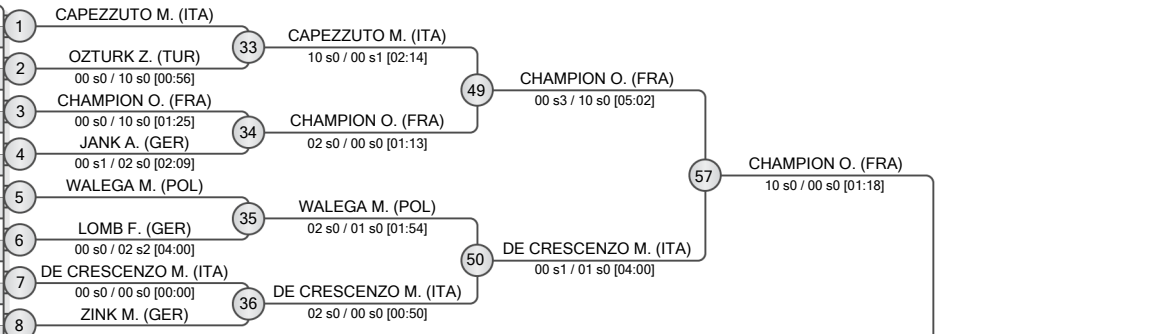 1
CAPEZZUTO M. (ITA)
2
OZTURK Z. (TUR)
00 s0 / 10 s0 [00:56]
33
CAPEZZUTO M. (ITA)
10 s0 / 00 s1 [02:14]
3
CHAMPION O. (FRA)
00 s0 / 10 s0 [01:25]
4
JANK A. (GER)
00 s1 / 02 s0 [02:09]
34
CHAMPION O. (FRA)
02 s0 / 00 s0 [01:13]
49
CHAMPION O. (FRA)
00 s3 / 10 s0 [05:02]
5
WALEGA M. (POL)
6
LOMB F. (GER)
00 s0 / 02 s2 [04:00]
35
WALEGA M. (POL)
02 s0 / 01 s0 [01:54]
7
DE CRESCENZO M. (ITA)
00 s0 / 00 s0 [00:00]
8
ZINK M. (GER)
36
DE CRESCENZO M. (ITA)
02 s0 / 00 s0 [00:50]
50
DE CRESCENZO M. (ITA)
00 s1 / 01 s0 [04:00]
57
CHAMPION O. (FRA)
10 s0 / 00 s0 [01:18]